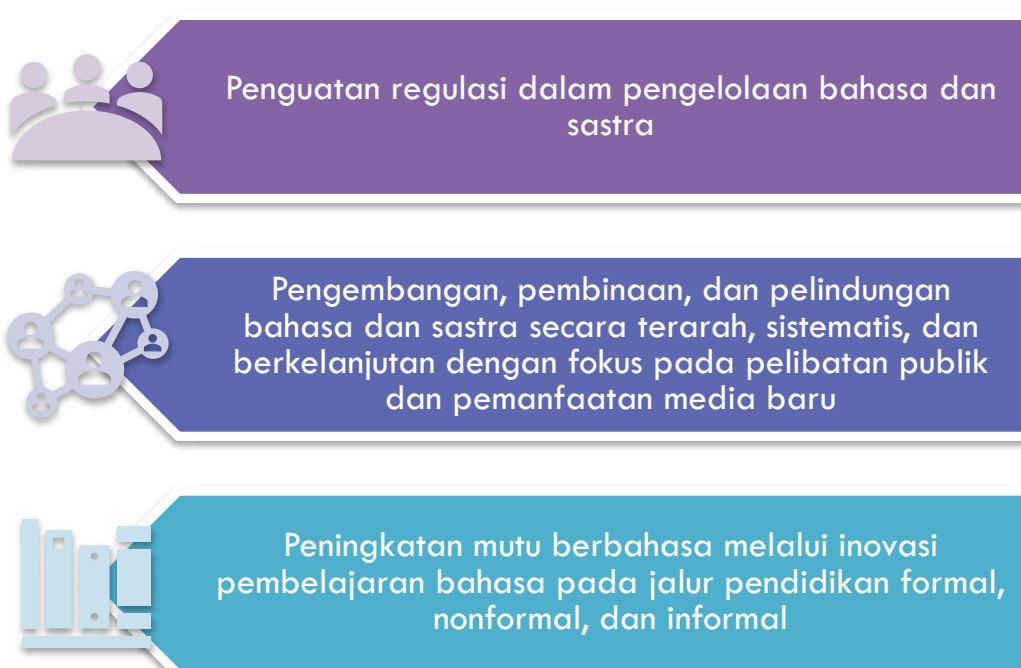 Penguatan regulasi dalam pengelolaan bahasa dan
sastra
Pengembangan, pembinaan, dan pelindungan
bahasa dan sastra secara terarah, sistematis, dan
berkelanjutan dengan fokus pada pelibatan publik
dan pemanfaatan media baru
Peningkatan mutu berbahasa melalui inovasi
pembelajaran bahasa pada jalur pendidikan formal,
nonformal, dan informal